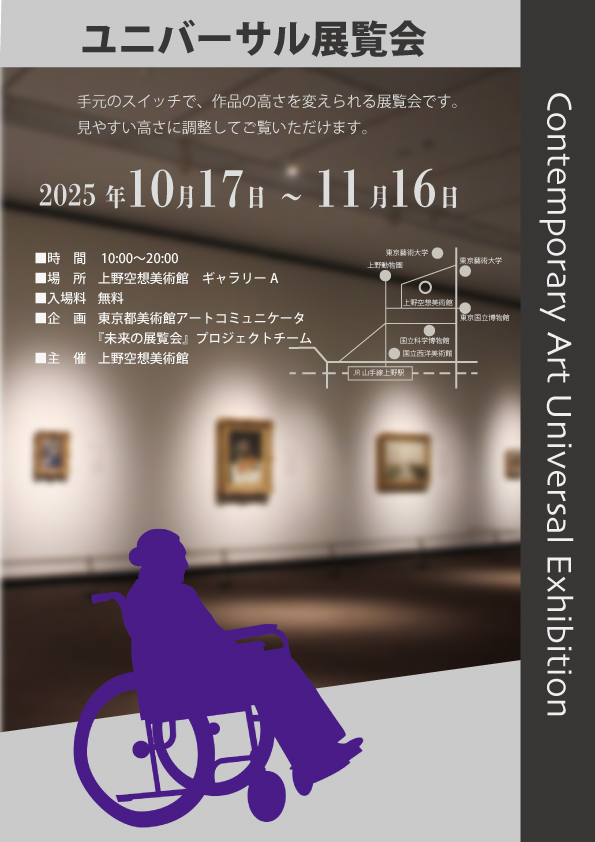 ユニバーサル展覧会
手元のスイッチで、作品の高さを変えられる展覧会です。
見やすい高さに調整してご覧いただけます。
2025 年10月17日 ～ 11月16日
■時　間　10:00～20:00
■場　所　上野空想美術館　ギャラリーA
■入場料　無料
■企　画　東京都美術館アートコミュニケータ
『未来の展覧会』プロジェクトチーム
■主　催　上野空想美術館
東京藝術大学
東京藝術大学
上野動物園
上野空想美術館
東京国立博物館
国立科学博物館
国立西洋美術館
JR 山手線上野駅
Contemporary Art Universal Exhibition